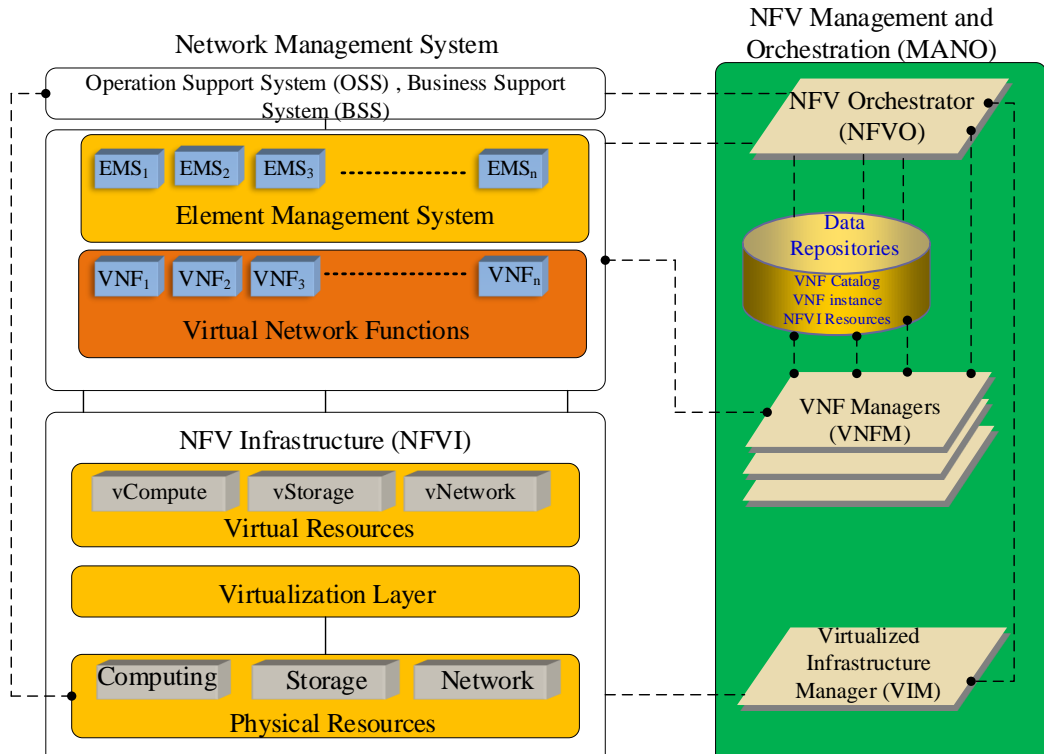 Network Management System
Operation Support System (OSS) , Business Support
System (BSS)
EMS₁
EMS₂
EMS₃
EMSₙ
Element Management System
VNF₁
VNF₂
VNF₃
VNFₙ
Virtual Network Functions
NFV Infrastructure (NFVI)
vCompute
vStorage
vNetwork
Virtual Resources
Virtualization Layer
Computing
Storage
Network
Physical Resources
NFV Management and
Orchestration (MANO)
NFV Orchestrator
(NFVO)
Data
Repositories
VNF Catalog
VNF instance
NFVI Resources
VNF Managers
(VNFM)
Virtualized
Infrastructure
Manager (VIM)